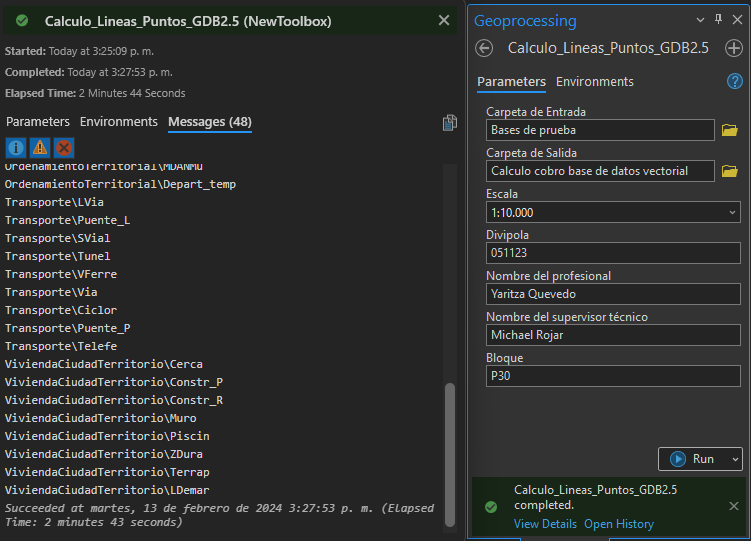 Calculo_Lineas_Puntos_GDB2.5 (NewToolbox)
Started: Today at 3:25:09 p. m.
Completed: Today at 3:27:53 p. m.
Elapsed Time: 2 Minutes 44 Seconds
Parameters Environments Messages (48)
OrdenamientoTerritorial\MDANMU
OrdenamientoTerritorial\Depart_temp
Transporte\LVia
Transporte\Puente_L
Transporte\SVial
Transporte\Tunel
Transporte\VFerre
Transporte\Via
Transporte\Ciclor
Transporte\Puente_P
Transporte\Telefe
ViviendaCiudadTerritorio\Cerca
ViviendaCiudadTerritorio\Constr_P
ViviendaCiudadTerritorio\Constr_R
ViviendaCiudadTerritorio\Muro
ViviendaCiudadTerritorio\Piscin
ViviendaCiudadTerritorio\ZDura
ViviendaCiudadTerritorio\Terrap
ViviendaCiudadTerritorio\LDemar
Succeeded at martes, 13 de febrero de 2024 3:27:53 p. m. (Elapsed
Time: 2 minutes 43 seconds)
Geoprocessing
Calculo_Lineas_Puntos_GDB2.5
Parameters Environments
Carpeta de Entrada
Bases de prueba
Carpeta de Salida
Calculo cobro base de datos vectorial
Escala
1:10.000
Divipola
051123
Nombre del profesional
Yaritza Quevedo
Nombre del supervisor técnico
Michael Rojar
Bloque
P30
Run
Calculo_Lineas_Puntos_GDB2.5
completed.
View Details Open History